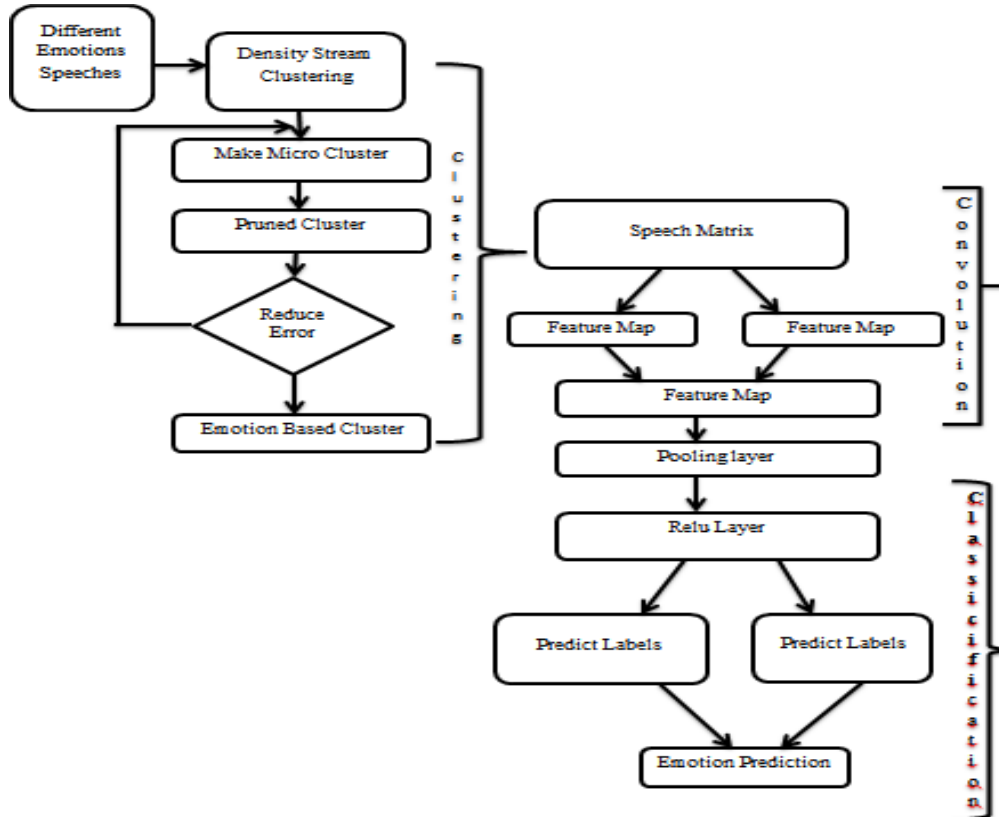 Different
Emotions
Speeches
Density Stream
Clustering
Make Micro Cluster
Pruned Cluster
Reduce
Error
Emotion Based Cluster
Clustering
Speech Matrix
Feature Map
Feature Map
Feature Map
Convolution
Pooling layer
Relu Layer
Predict Labels
Predict Labels
Emotion Prediction
Classicification